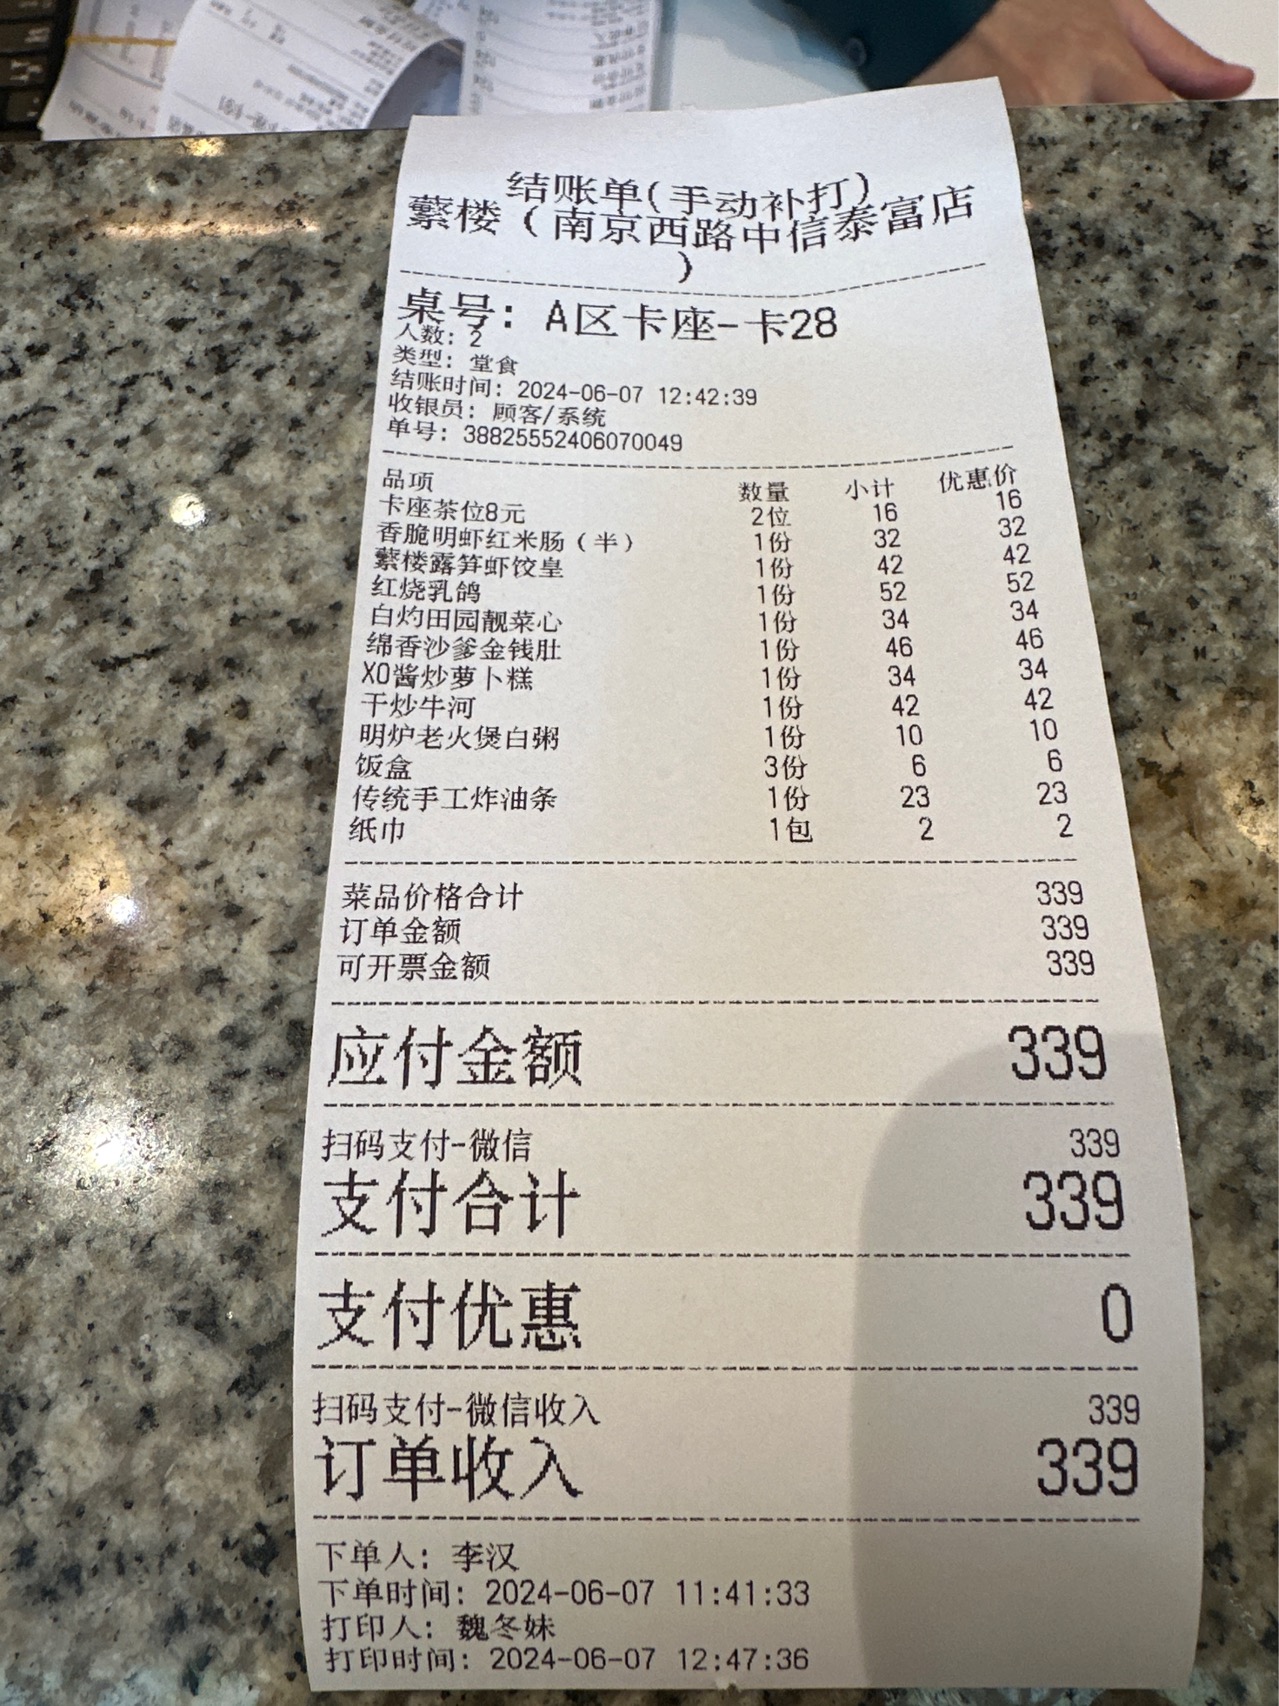 结账单(手动补打)
蘩楼（南京西路中信泰富店
）
桌号: A区卡座-卡28
人数: 2
类型: 堂食
结账时间: 2024-06-07 12:42:39
收银员: 顾客/系统
单号: 38825552406070049
品项 数量 小计 优惠价
卡座茶位8元 2位 16 16
香脆明虾红米肠（半） 1份 32 32
蘩楼露笋虾饺皇 1份 42 42
红烧乳鸽 1份 52 52
白灼田园靓菜心 1份 34 34
绵香沙爹金钱肚 1份 46 46
XO酱炒萝卜糕 1份 34 34
干炒牛河 1份 42 42
明炉老火煲白粥 1份 10 10
饭盒 3份 6 6
传统手工炸油条 1份 23 23
纸巾 1包 2 2
菜品价格合计 339
订单金额 339
可开票金额 339
应付金额 339
扫码支付-微信 339
支付合计 339
支付优惠 0
扫码支付-微信收入 339
订单收入 339
下单人: 李汉
下单时间: 2024-06-07 11:41:33
打印人: 魏冬妹
打印时间: 2024-06-07 12:47:36